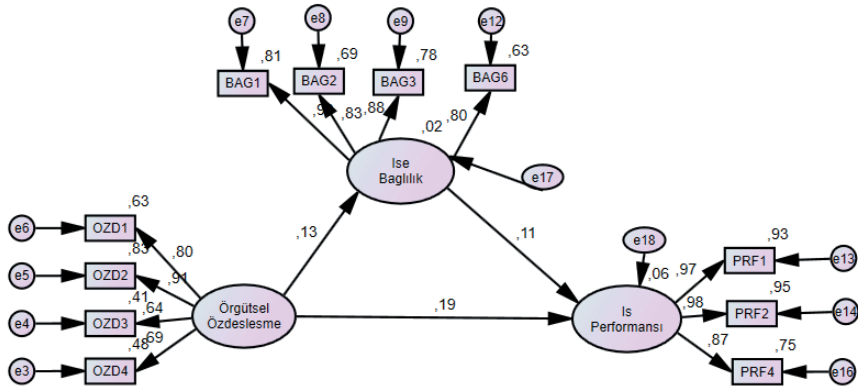 e7
e8
e9
e12
,81
,69
,78
,63
BAG1
BAG2
BAG3
BAG6
,83
,88
,80
,02
Ise
Baglılık
e17
,63
e6
OZD1
,80
,13
,11
e18
,93
,83
e5
OZD2
,91
,06
,97
PRF1
e13
,41
e4
OZD3
,64
Örgütsel
Özdeslesme
,19
Is
Performansı
,98
,95
PRF2
e14
,48
,69
e3
OZD4
,87
,75
PRF4
e16